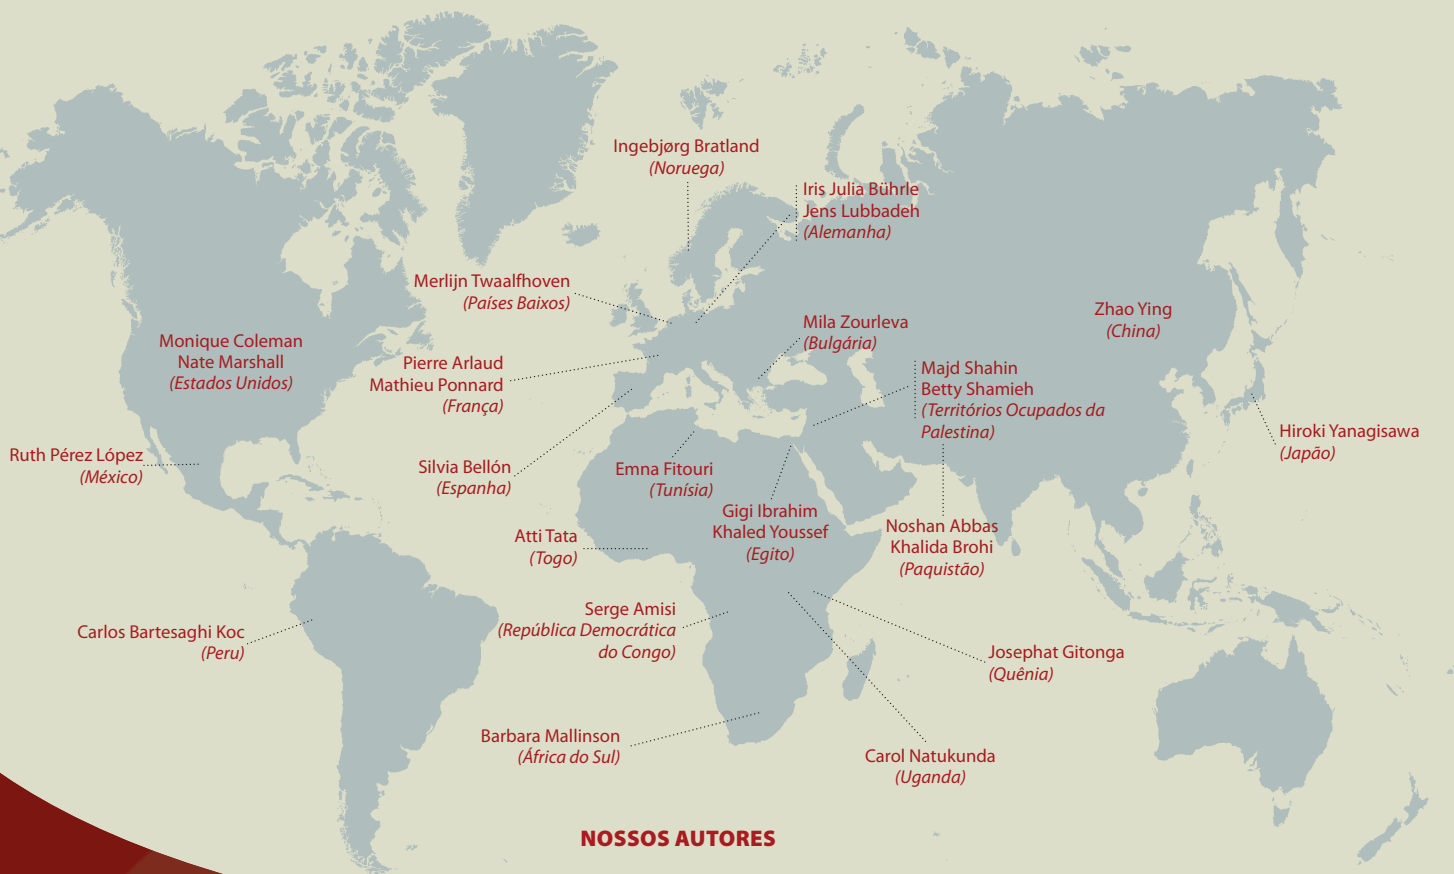 Ingebjørg Bratland
(Noruega)
Iris Julia Bührle
Jens Lubbadeh
(Alemanha)
Merlijn Twaalfhoven
(Países Baixos)
Mila Zourleva
(Bulgária)
Zhao Ying
(China)
Monique Coleman
Nate Marshall
(Estados Unidos)
Pierre Arlaud
Mathieu Ponnard
(França)
Majd Shahin
Betty Shamieh
(Territórios Ocupados da
Palestina)
Hiroki Yanagisawa
(Japão)
Ruth Pérez López
(México)
Silvia Bellón
(Espanha)
Emna Fitouri
(Tunísia)
Gigi Ibrahim
Khaled Youssef
(Egito)
Noshan Abbas
Khalida Brohi
(Paquistão)
Atti Tata
(Togo)
Serge Amisi
(República Democrática
do Congo)
Carlos Bartesaghi Koc
(Peru)
Josephat Gitonga
(Quênia)
Barbara Mallinson
(África do Sul)
Carol Natukunda
(Uganda)
NOSSOS AUTORES